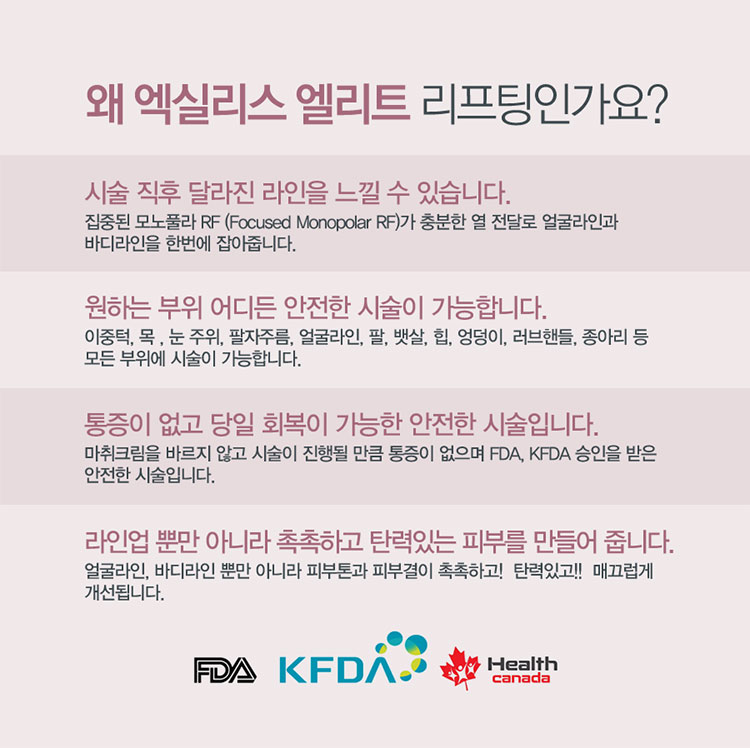 왜 엑실리스 엘리트 리프팅인가요?
시술 직후 달라진 라인을 느낄 수 있습니다.
집중된 모노폴라 RF (Focused Monopolar RF)가 충분한 열 전달로 얼굴라인과
바디라인을 한번에 잡아줍니다.
원하는 부위 어디든 안전한 시술이 가능합니다.
이중턱, 목 , 눈 주위, 팔자주름, 얼굴라인, 팔, 뱃살, 힙, 엉덩이, 러브핸들, 종아리 등
모든 부위에 시술이 가능합니다.
통증이 없고 당일 회복이 가능한 안전한 시술입니다.
마취크림을 바르지 않고 시술이 진행될 만큼 통증이 없으며 FDA, KFDA 승인을 받은
안전한 시술입니다.
라인업 뿐만 아니라 촉촉하고 탄력있는 피부를 만들어 줍니다.
얼굴라인, 바디라인 뿐만 아니라 피부톤과 피부결이 촉촉하고! 탄력있고!! 매끄럽게
개선됩니다.
FDA KFDA Health
canada